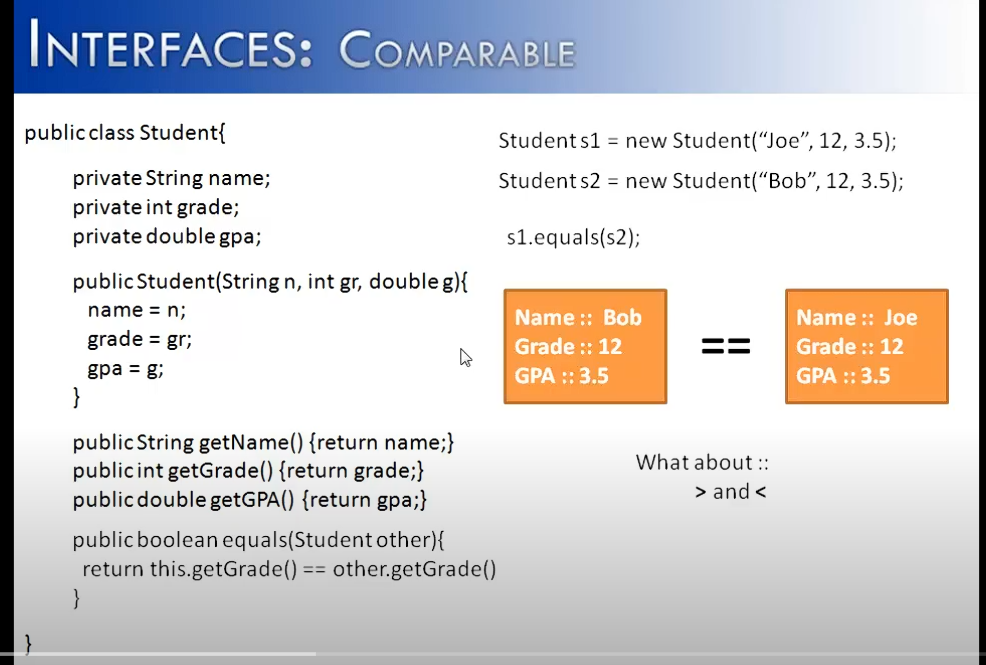 INTERFACES: COMPARABLE
public class Student{
private String name;
private int grade;
private double gpa;
public Student(String n, int gr, double g){
name = n;
grade = gr;
gpa = g;
}
public String getName() {return name;}
public int getGrade() {return grade;}
public double getGPA() {return gpa;}
public boolean equals(Student other){
return this.getGrade() == other.getGrade()
}
}
Student s1 = new Student(“Joe”, 12, 3.5);
Student s2 = new Student(“Bob”, 12, 3.5);
s1.equals(s2);
Name :: Bob
Grade :: 12
GPA :: 3.5
==
Name :: Joe
Grade :: 12
GPA :: 3.5
What about ::
> and <